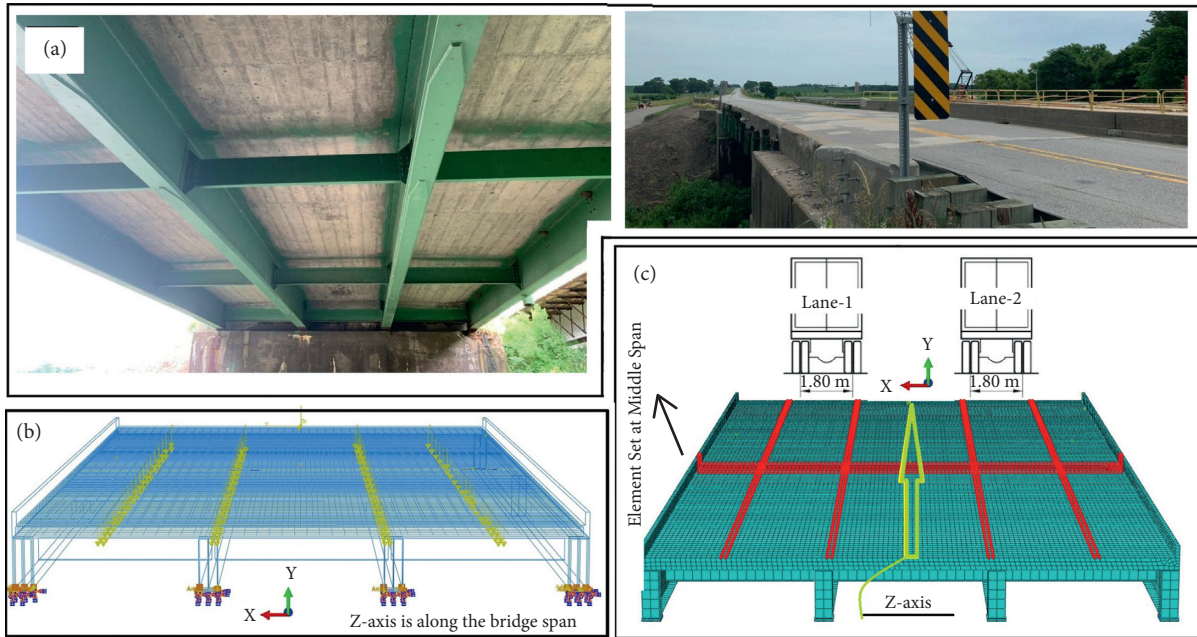 (a)
(b)
X
Y
Z-axis is along the bridge span
(c)
Lane-1
Lane-2
1.80 m
X
Y
1.80 m
Element Set at Middle Span
Z-axis